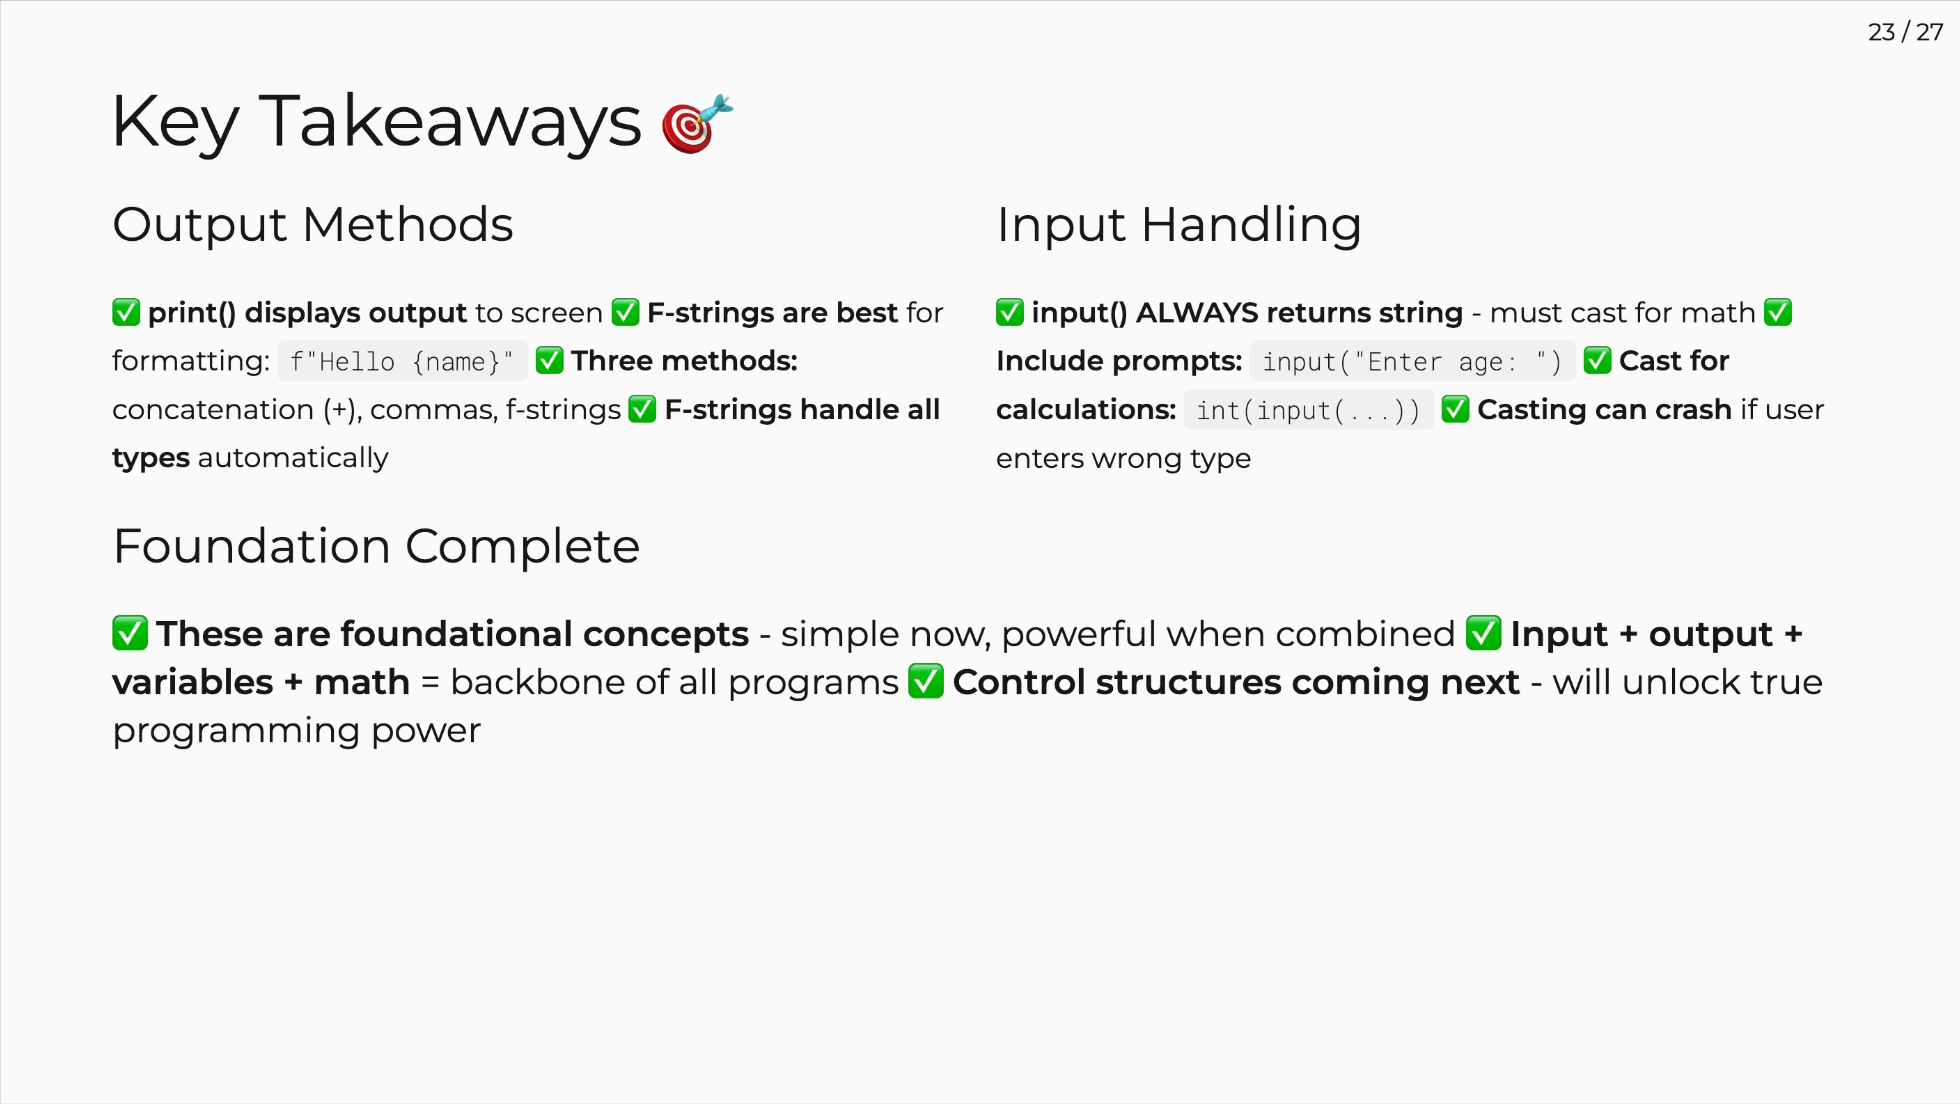 23 / 27
Key Takeaways 🎯
Output Methods
✅ print() displays output to screen ✅ F-strings are best for
formatting: f"Hello {name}" ✅ Three methods:
concatenation (+), commas, f-strings ✅ F-strings handle all
types automatically
Input Handling
✅ input() ALWAYS returns string - must cast for math ✅
Include prompts: input("Enter age: ") ✅ Cast for
calculations: int(input(...)) ✅ Casting can crash if user
enters wrong type
Foundation Complete
✅ These are foundational concepts - simple now, powerful when combined ✅ Input + output +
variables + math = backbone of all programs ✅ Control structures coming next - will unlock true
programming power